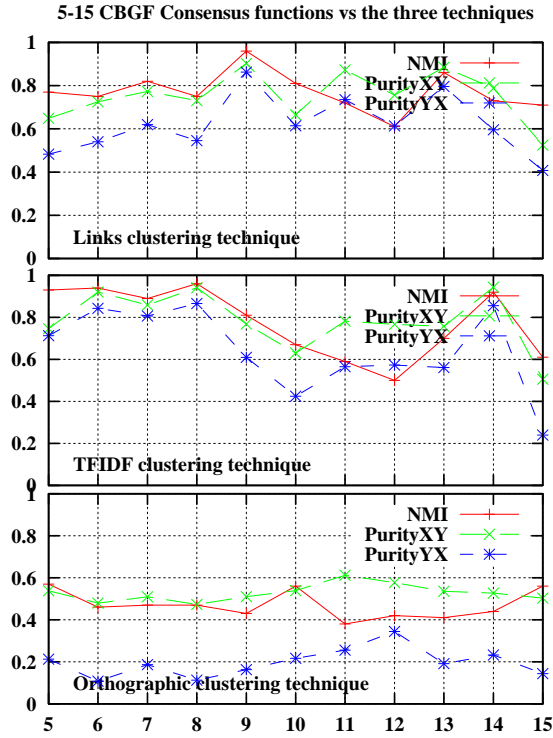 5-15 CBGF Consensus functions vs the three techniques
1
0.8
0.6
0.4
0.2
0
NMI
PurityXY
PurityYX
Links clustering technique
1
0.8
0.6
0.4
0.2
0
NMI
PurityXY
PurityYX
TFIDF clustering technique
1
0.8
0.6
0.4
0.2
0
NMI
PurityXY
PurityYX
Orthographic clustering technique
5 6 7 8 9 10 11 12 13 14 15